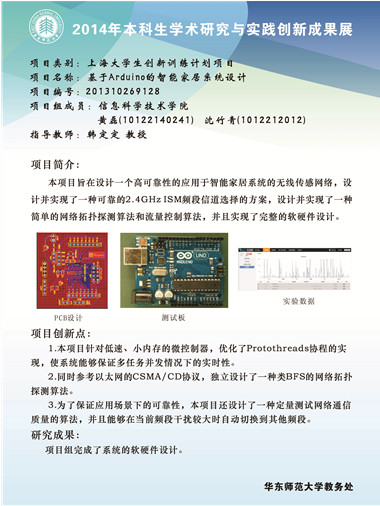 2014年本科生学术研究与实践创新成果展
项目类别：上海大学生创新训练计划项目
项目名称：基于Arduino的智能家居系统设计
项目编号：201310269128
项目组成员：信息科学技术学院
黄磊(10122140241) 沈行青(1012212012)
指导教师：韩定定 教授
项目简介：
本项目旨在设计一个高可靠性的应用于智能家居系统的无线传感网络，设
计并实现了一种可靠的2.4GHz ISM频段信道选择的方案，设计并实现了一种
简单的网络拓扑探测算法和流量控制算法，并且实现了完整的软硬件设计。
UNO
ARDUINO
PCB设计
测试板
实验数据
项目创新点：
1.本项目针对低速、小内存的微控制器，优化了Protothreads协程的实
现，使系统能够保证多任务并发情况下的实时性。
2.同时参考以太网的CSMA/CD协议，独立设计了一种类BFS的网络拓扑
探测算法。
3.为了保证应用场景下的可靠性，本项目还设计了一种定量测试网络通信
质量的算法，并且能够在当前频段干扰较大时自动切换到其他频段。
研究成果：
项目组完成了系统的软硬件设计。
华东师范大学教务处